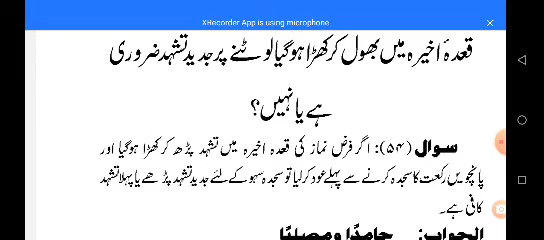 XRecorder App is using microphone
قعدۂ اخیرہ میں بھول کر کھڑا ہوگیا لوٹنے پر جدید تشہد ضروری
ہے یا نہیں؟
سوال (۵۴): اگر فرض نماز کی قعدہ اخیرہ میں تشہد پڑھ کر کھڑا ہوگیا اور
پانچویں رکعت کا سجدہ کرنے سے پہلے عود کرلیا تو سجدہ سہو کے لئے جدید تشہد پڑھے یا پہلا تشہد
کافی ہے۔
الجواب: حامدًا ومصلیًا